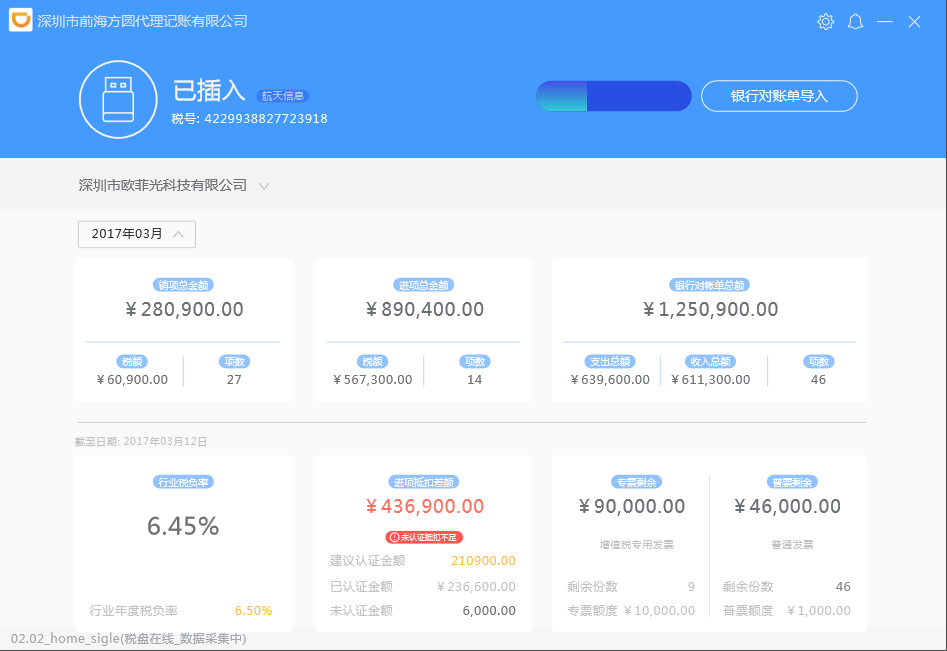 深圳市前海方圆代理记账有限公司
已插入 航天信息
税号: 4229938827723918
银行对账单导入
深圳市欧菲光科技有限公司
2017年03月
销项总金额 进项总金额 银行对账单总额
¥280,900.00 ¥890,400.00 ¥1,250,900.00
税额 项数 税额 项数 支出总额 收入总额 项数
¥60,900.00 27 ¥567,300.00 14 ¥639,600.00 ¥611,300.00 46
截至日期: 2017年03月12日
行业税负率 进项抵扣差额 专票剩余 普票剩余
6.45% ¥436,900.00 ¥90,000.00 ¥46,000.00
未认证抵扣不足 增值税专用发票 普通发票
建议认证金额 210900.00
已认证金额 ¥236,600.00 剩余份数 9 剩余份数 46
行业年度税负率 6.50% 未认证金额 6,000.00 专票额度 ¥10,000.00 普票额度 ¥1,000.00
02.02_home_sigle(税盘在线_数据采集中)